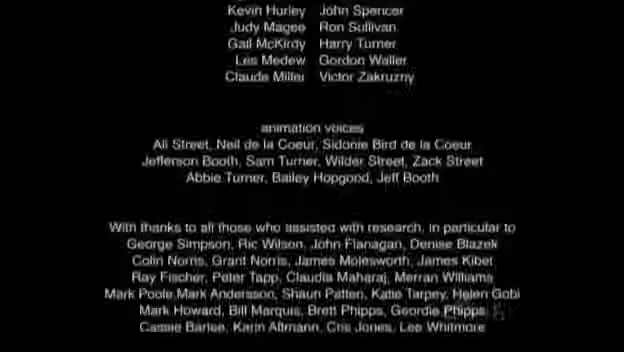 Kevin Hurley John Spencer
Judy Magee Ron Sullivan
Gail McKirdy Harry Turner
Les Medew Gordon Waller
Claude Miller Victor Zakruzny
animation voices
Ali Street, Neil de la Coeur, Sidonie Bird de la Coeur
Jefferson Booth, Sam Turner, Wilder Street, Zack Street
Abbie Turner, Bailey Hopgood, Jeff Booth
With thanks to all those who assisted with research, in particular to
George Simpson, Ric Wilson, John Flanagan, Denise Blazek
Colin Norris, Grant Norris, James Molesworth, James Kibet
Ray Fischer, Peter Tapp, Claudia Maharaj, Merran Williams
Mark Poole,Mark Andersson, Shaun Patten, Katie Tarpey, Helen Gobi
Mark Howard, Bill Marquis, Brett Phipps, Geordie Phipps
Cassie Karin Altmann, Cris Jones, Lee Whitmore